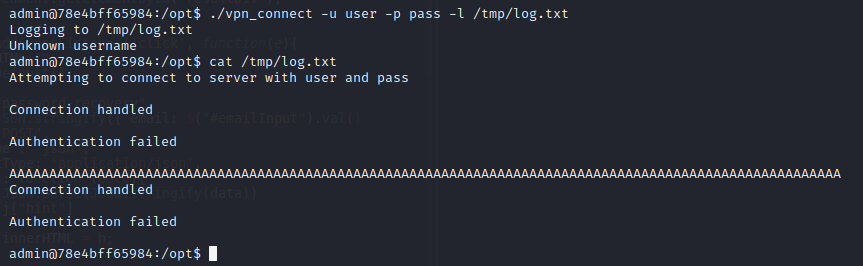 admin@78e4bff65984:/opt$ ./vpn_connect -u user -p pass -l /tmp/log.txt
Logging to /tmp/log.txt
Unknown username
admin@78e4bff65984:/opt$ cat /tmp/log.txt
Attempting to connect to server with user and pass
Connection handled
Authentication failed
AAAAAAAAAAAAAAAAAAAAAAAAAAAAAAAAAAAAAAAAAAAAAAAAAAAAAAAAAAAAAAAAAAAAAAAAAAAAAAAAAAAAAAAAAAAAAAAAAAAAAAAA
Connection handled
Authentication failed
admin@78e4bff65984:/opt$